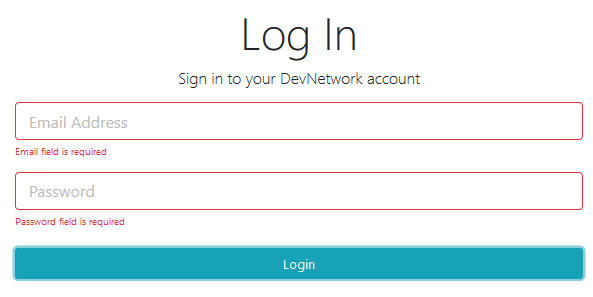 Log In
Sign in to your DevNetwork account
Email Address
Email field is required
Password
Password field is required
Login